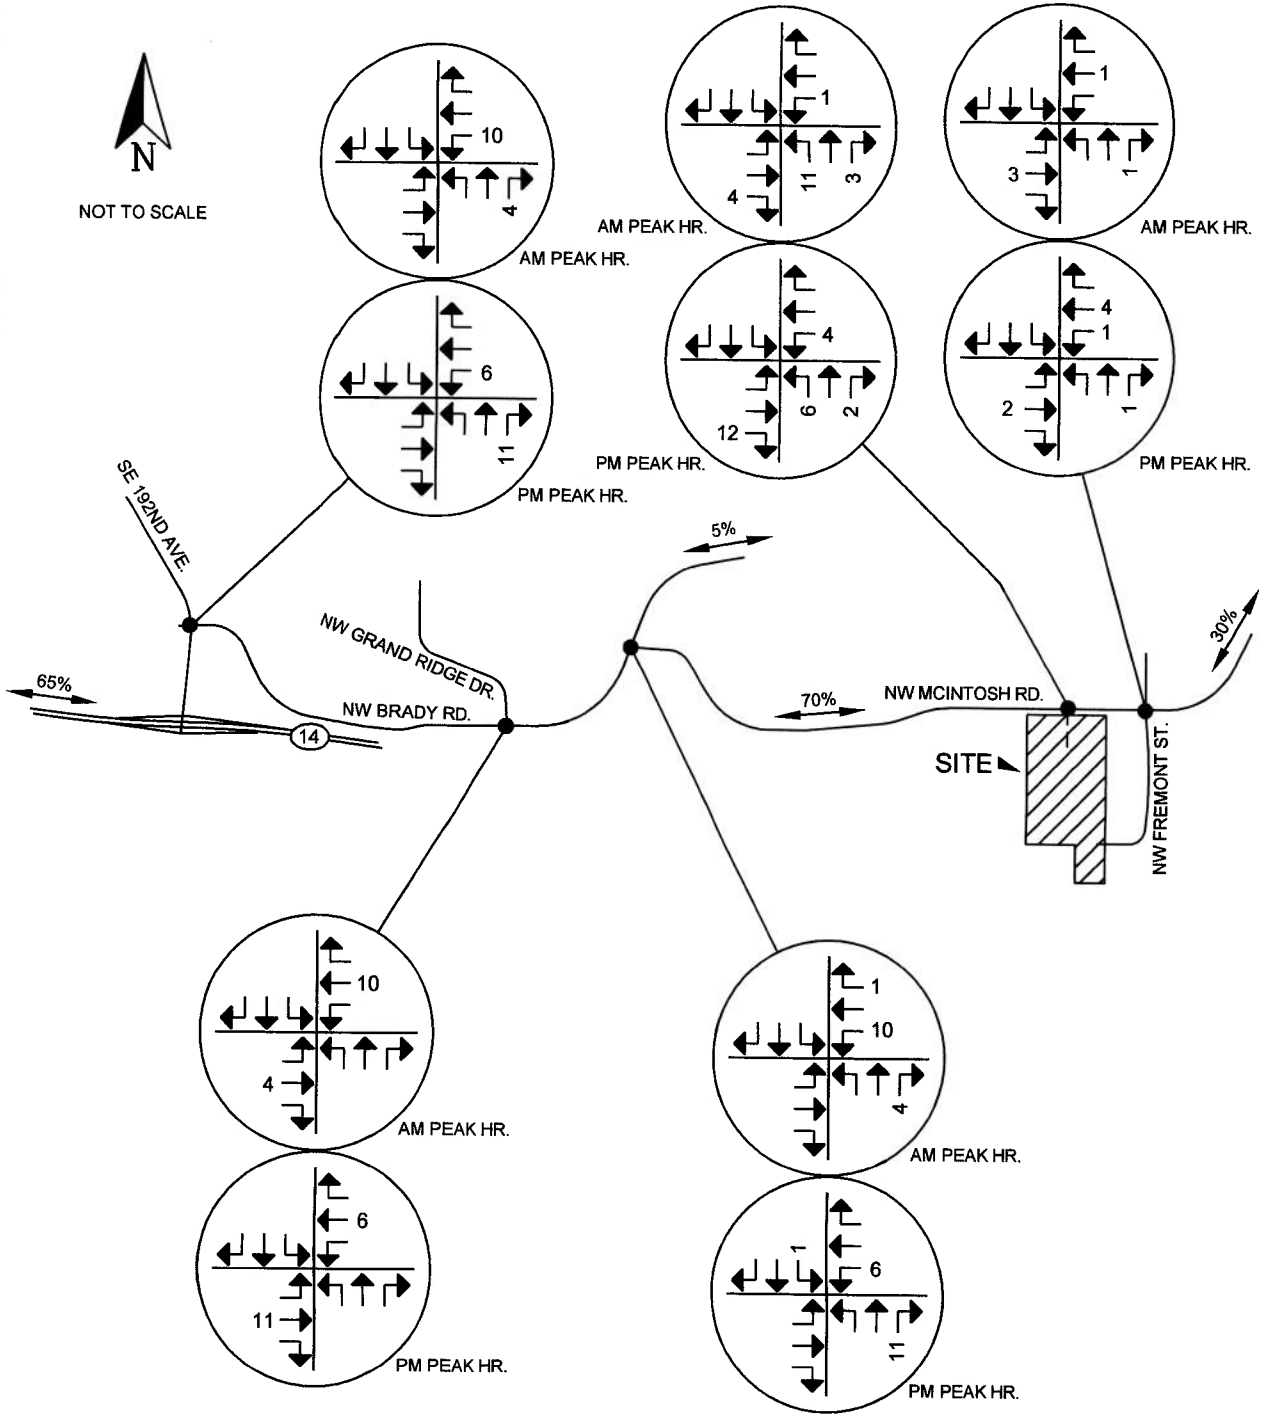 N
NOT TO SCALE
10
4
AM PEAK HR.
6
11
PM PEAK HR.
1
4
11
3
AM PEAK HR.
4
12
6
2
PM PEAK HR.
1
3
1
AM PEAK HR.
4
1
2
1
PM PEAK HR.
SE 192ND AVE.
65%
14
NW GRAND RIDGE DR.
NW BRADY RD.
5%
70%
NW MCINTOSH RD.
30%
SITE
NW FREMONT ST.
10
4
AM PEAK HR.
6
11
PM PEAK HR.
1
10
4
AM PEAK HR.
1
6
11
PM PEAK HR.